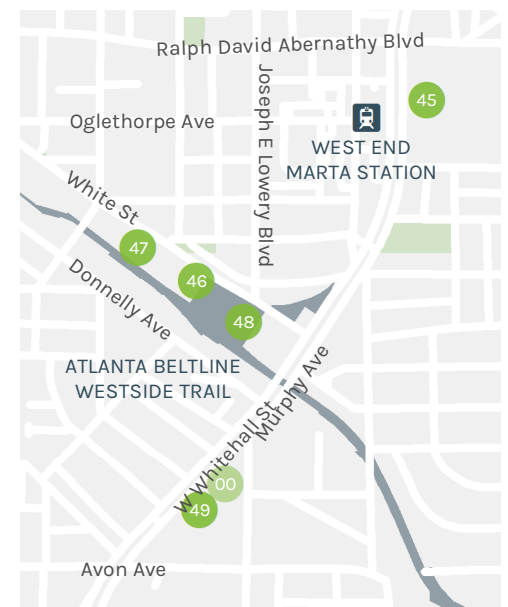 Ralph David Abernathy Blvd
45
Joseph E Lowery Blvd
Oglethorpe Ave
WEST END
MARTA STATION
White St
47
46
Donnelly Ave
48
ATLANTA BELTLINE
WESTSIDE TRAIL
Murphy Ave
W Whitehall St
00
49
Avon Ave